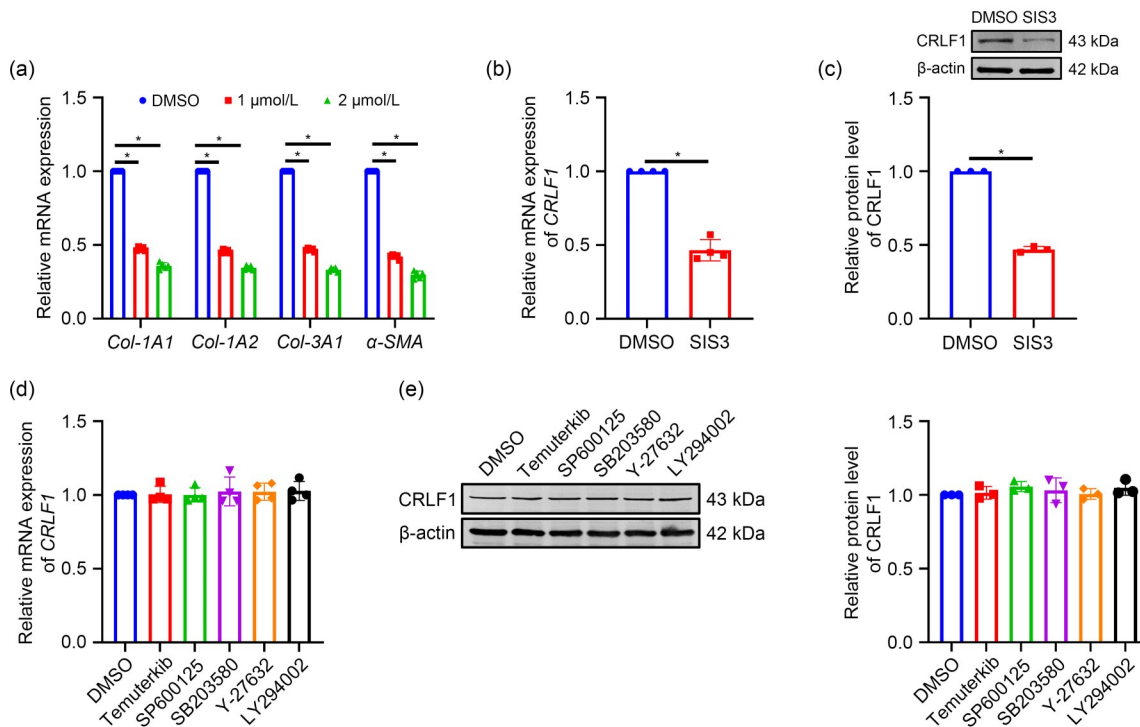 (a)
Relative mRNA expression
1.5
1.0
0.5
0.0
DMSO 1 μmol/L 2 μmol/L
* * * * * * * *
Col-1A1 Col-1A2 Col-3A1 α-SMA
(b)
Relative mRNA expression
of CRLF1
1.5
1.0
0.5
0.0
*
DMSO SIS3
(c)
DMSO SIS3
CRLF1 43 kDa
β-actin 42 kDa
Relative protein level
of CRLF1
1.5
1.0
0.5
0.0
*
DMSO SIS3
(d)
Relative mRNA expression
of CRLF1
1.5
1.0
0.5
0.0
DMSO
Temuterkib
SP600125
SB203580
Y-27632
LY294002
(e)
DMSO
Temuterkib
SP600125
SB203580
Y-27632
LY294002
CRLF1 43 kDa
β-actin 42 kDa
Relative protein level
of CRLF1
1.5
1.0
0.5
0.0
DMSO
Temuterkib
SP600125
SB203580
Y-27632
LY294002